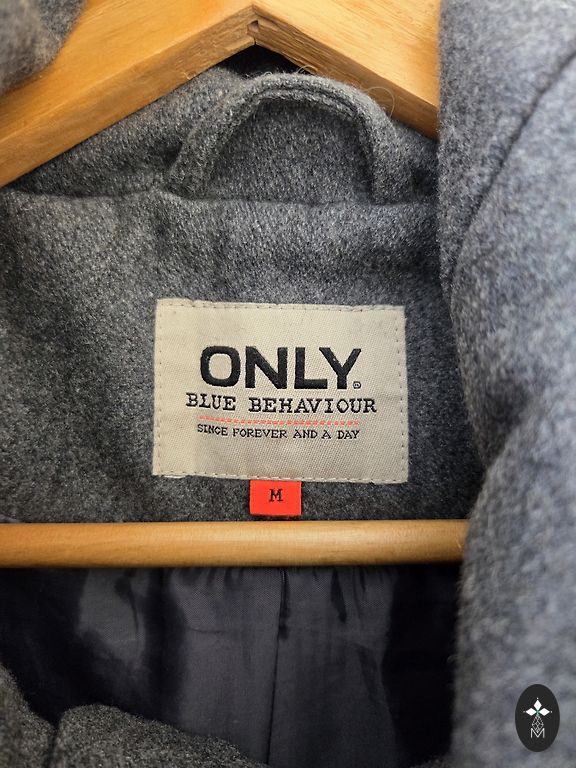 ONLY®
BLUE BEHAVIOUR
SINCE FOREVER AND A DAY
M